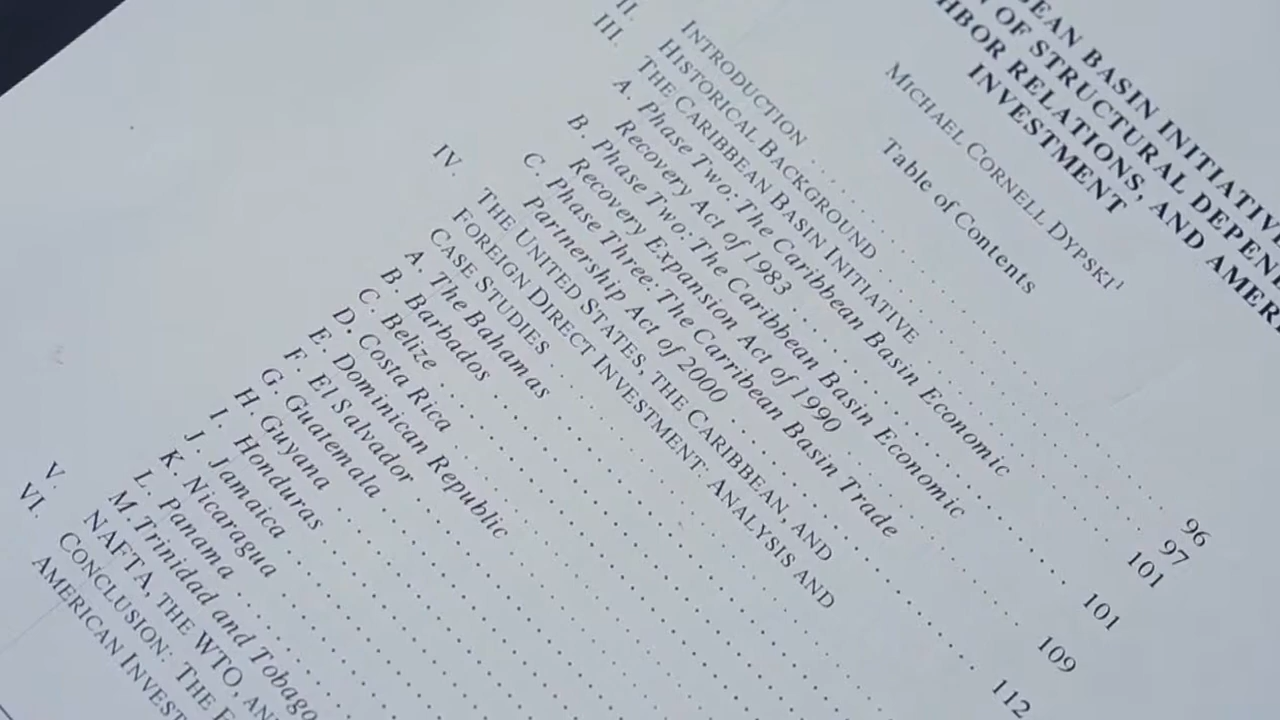 BEAN BASIN INITIATIVE
OF STRUCTURAL DEPEN
HBOR RELATIONS, AND AMER
INVESTMENT
MICHAEL CORNELL DYPSKI¹
Table of Contents
INTRODUCTION . . . . . 96
II. HISTORICAL BACKGROUND . . . . . 97
III. THE CARIBBEAN BASIN INITIATIVE . . . . . 101
A. Phase Two: The Caribbean Basin Economic
Recovery Act of 1983 . . . . . 101
B. Phase Two: The Caribbean Basin Economic
Recovery Expansion Act of 1990 . . . . . 109
C. Phase Three: The Carribean Basin Trade
Partnership Act of 2000 . . . . . 112
IV. THE UNITED STATES, THE CARIBBEAN, AND
FOREIGN DIRECT INVESTMENT: ANALYSIS AND
CASE STUDIES . . . . .
A. The Bahamas . . . . .
B. Barbados . . . . .
C. Belize . . . . .
D. Costa Rica . . . . .
E. Dominican Republic . . . . .
F. El Salvador . . . . .
G. Guatemala . . . . .
H. Guyana . . . . .
I. Honduras . . . . .
J. Jamaica . . . . .
K. Nicaragua . . . . .
L. Panama . . . . .
M Trinidad and Tobago
V. NAFTA, THE WTO, AN
VI. CONCLUSION: THE
AMERICAN INVEST